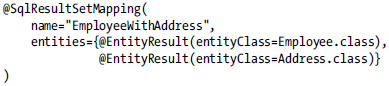 @SqlResultSetMapping(
    name="EmployeeWithAddress",
    entities={@EntityResult(entityClass=Employee.class),
              @EntityResult(entityClass=Address.class)}
)